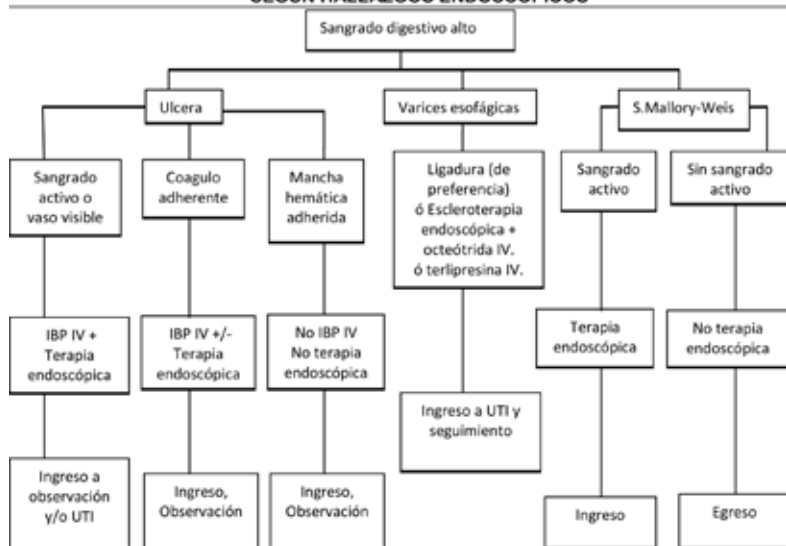 Sangrado digestivo alto
Ulcera
Varices esofágicas
S.Mallory-Weis
Sangrado
activo o
vaso visible
Coagulo
adherente
Mancha
hemática
adherida
Ligadura (de
preferencia)
ó Escleroterapia
endoscópica +
octeótrida IV.
ó terlipresina IV.
Sangrado
activo
Sin sangrado
activo
IBP IV +
Terapia
endoscópica
IBP IV +/-
Terapia
endoscópica
No IBP IV
No terapia
endoscópica
Terapia
endoscópica
No terapia
endoscópica
Ingreso a UTI y
seguimiento
Ingreso a
observación
y/o UTI
Ingreso,
Observación
Ingreso,
Observación
Ingreso
Egreso